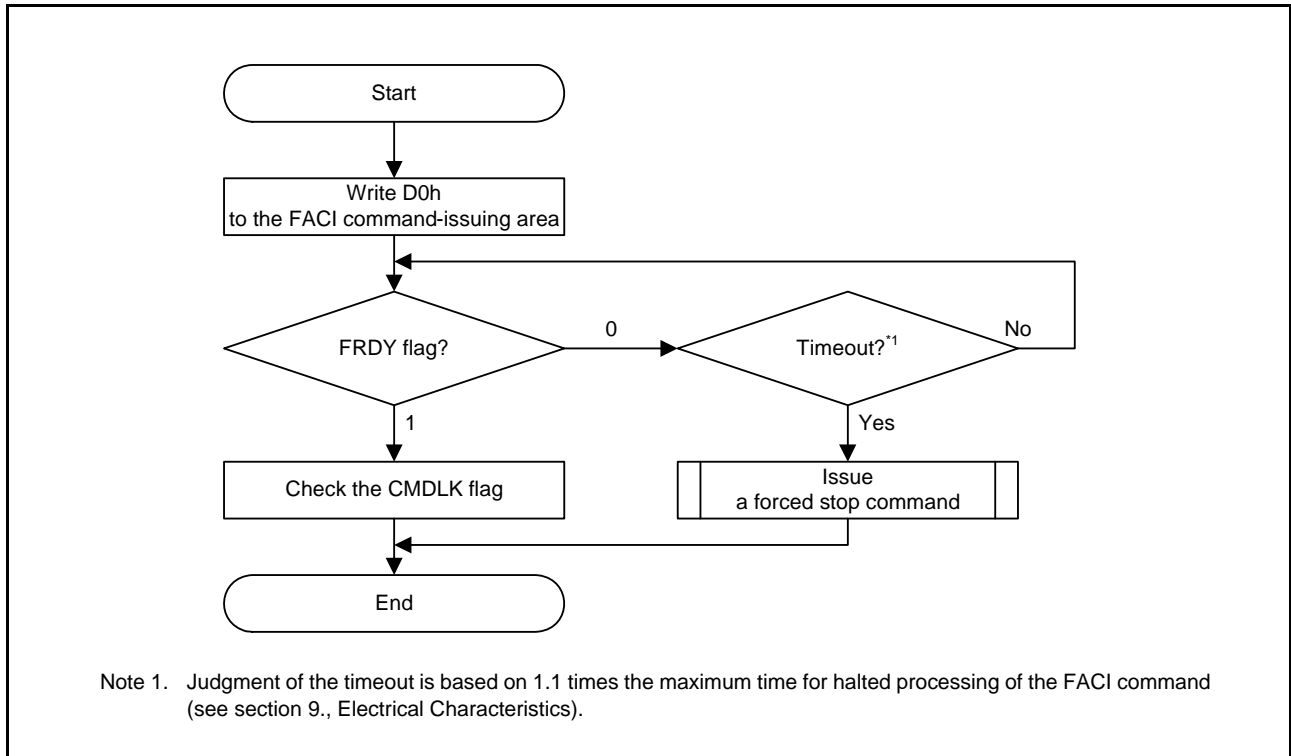 Start
Write D0h
to the FACI command-issuing area
FRDY flag?
0
Timeout?*1
No
1
Yes
Check the CMDLK flag
Issue
a forced stop command
End
Note 1. Judgment of the timeout is based on 1.1 times the maximum time for halted processing of the FACI command
(see section 9., Electrical Characteristics).